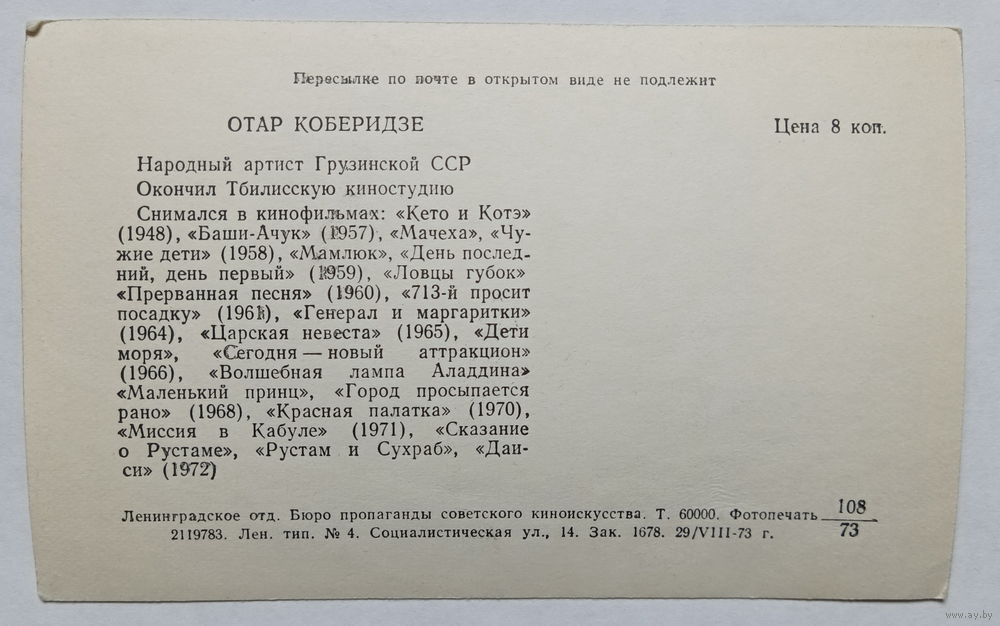 Пересылке по почте в открытом виде не подлежит
ОТАР КОБЕРИДЗЕ
Цена 8 коп.
Народный артист Грузинской ССР
Окончил Тбилисскую киностудию
Снимался в кинофильмах: «Кето и Котэ»
(1948), «Баши-Ачук» (1957), «Мачеха», «Чу-
жие дети» (1958), «Мамлюк», «День послед-
ний, день первый» (1959), «Ловцы губок»
«Прерванная песня» (1960), «713-й просит
посадку» (1961), «Генерал и маргаритки»
(1964), «Царская невеста» (1965), «Дети
моря», «Сегодня — новый аттракцион»
(1966), «Волшебная лампа Аладдина»
«Маленький принц», «Город просыпается
рано» (1968), «Красная палатка» (1970),
«Миссия в Кабуле» (1971), «Сказание
о Рустаме», «Рустам и Сухраб», «Даи-
си» (1972)
Ленинградское отд. Бюро пропаганды советского киноискусства. Т. 60000. Фотопечать 108/73
2119783. Лен. тип. № 4. Социалистическая ул., 14. Зак. 1678. 29/VIII-73 г.
www.ay.by